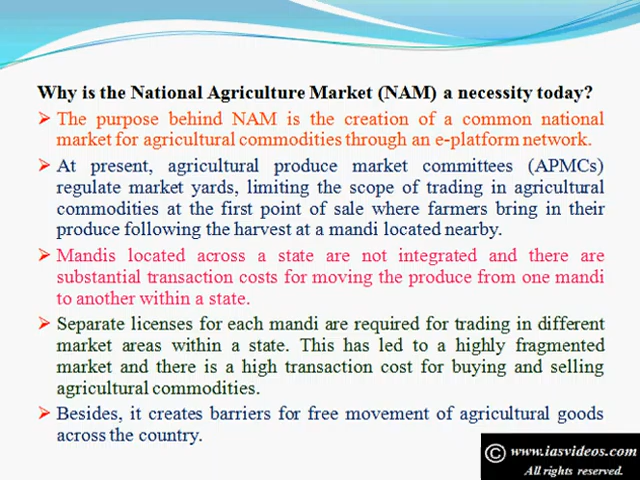 Why is the National Agriculture Market (NAM) a necessity today?
➢ The purpose behind NAM is the creation of a common national
market for agricultural commodities through an e-platform network.
➢ At present, agricultural produce market committees (APMCs)
regulate market yards, limiting the scope of trading in agricultural
commodities at the first point of sale where farmers bring in their
produce following the harvest at a mandi located nearby.
➢ Mandis located across a state are not integrated and there are
substantial transaction costs for moving the produce from one mandi
to another within a state.
➢ Separate licenses for each mandi are required for trading in different
market areas within a state. This has led to a highly fragmented
market and there is a high transaction cost for buying and selling
agricultural commodities.
➢ Besides, it creates barriers for free movement of agricultural goods
across the country.
© www.iasvideos.com
All rights reserved.